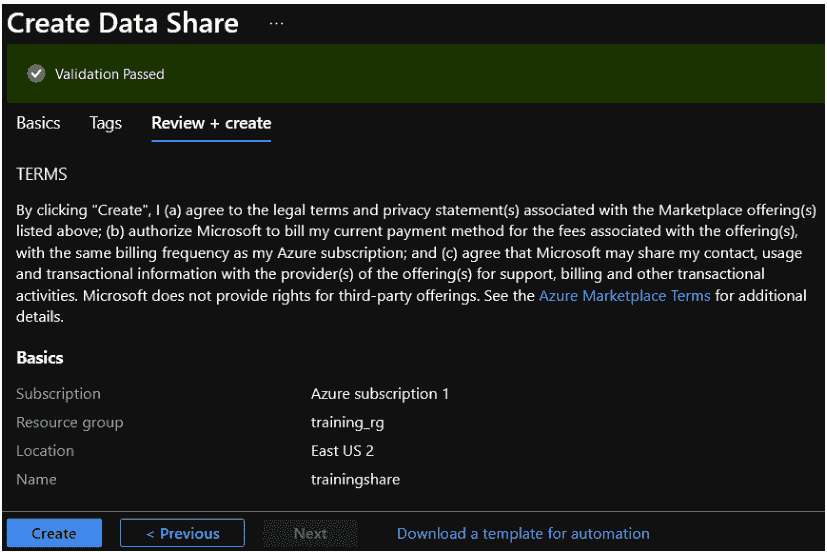 Create Data Share ...
Validation Passed
Basics Tags Review + create
TERMS
By clicking "Create", I (a) agree to the legal terms and privacy statement(s) associated with the Marketplace offering(s)
listed above; (b) authorize Microsoft to bill my current payment method for the fees associated with the offering(s),
with the same billing frequency as my Azure subscription; and (c) agree that Microsoft may share my contact, usage
and transactional information with the provider(s) of the offering(s) for support, billing and other transactional
activities. Microsoft does not provide rights for third-party offerings. See the Azure Marketplace Terms for additional
details.
Basics
Subscription Azure subscription 1
Resource group training_rg
Location East US 2
Name trainingshare
Create < Previous Next Download a template for automation